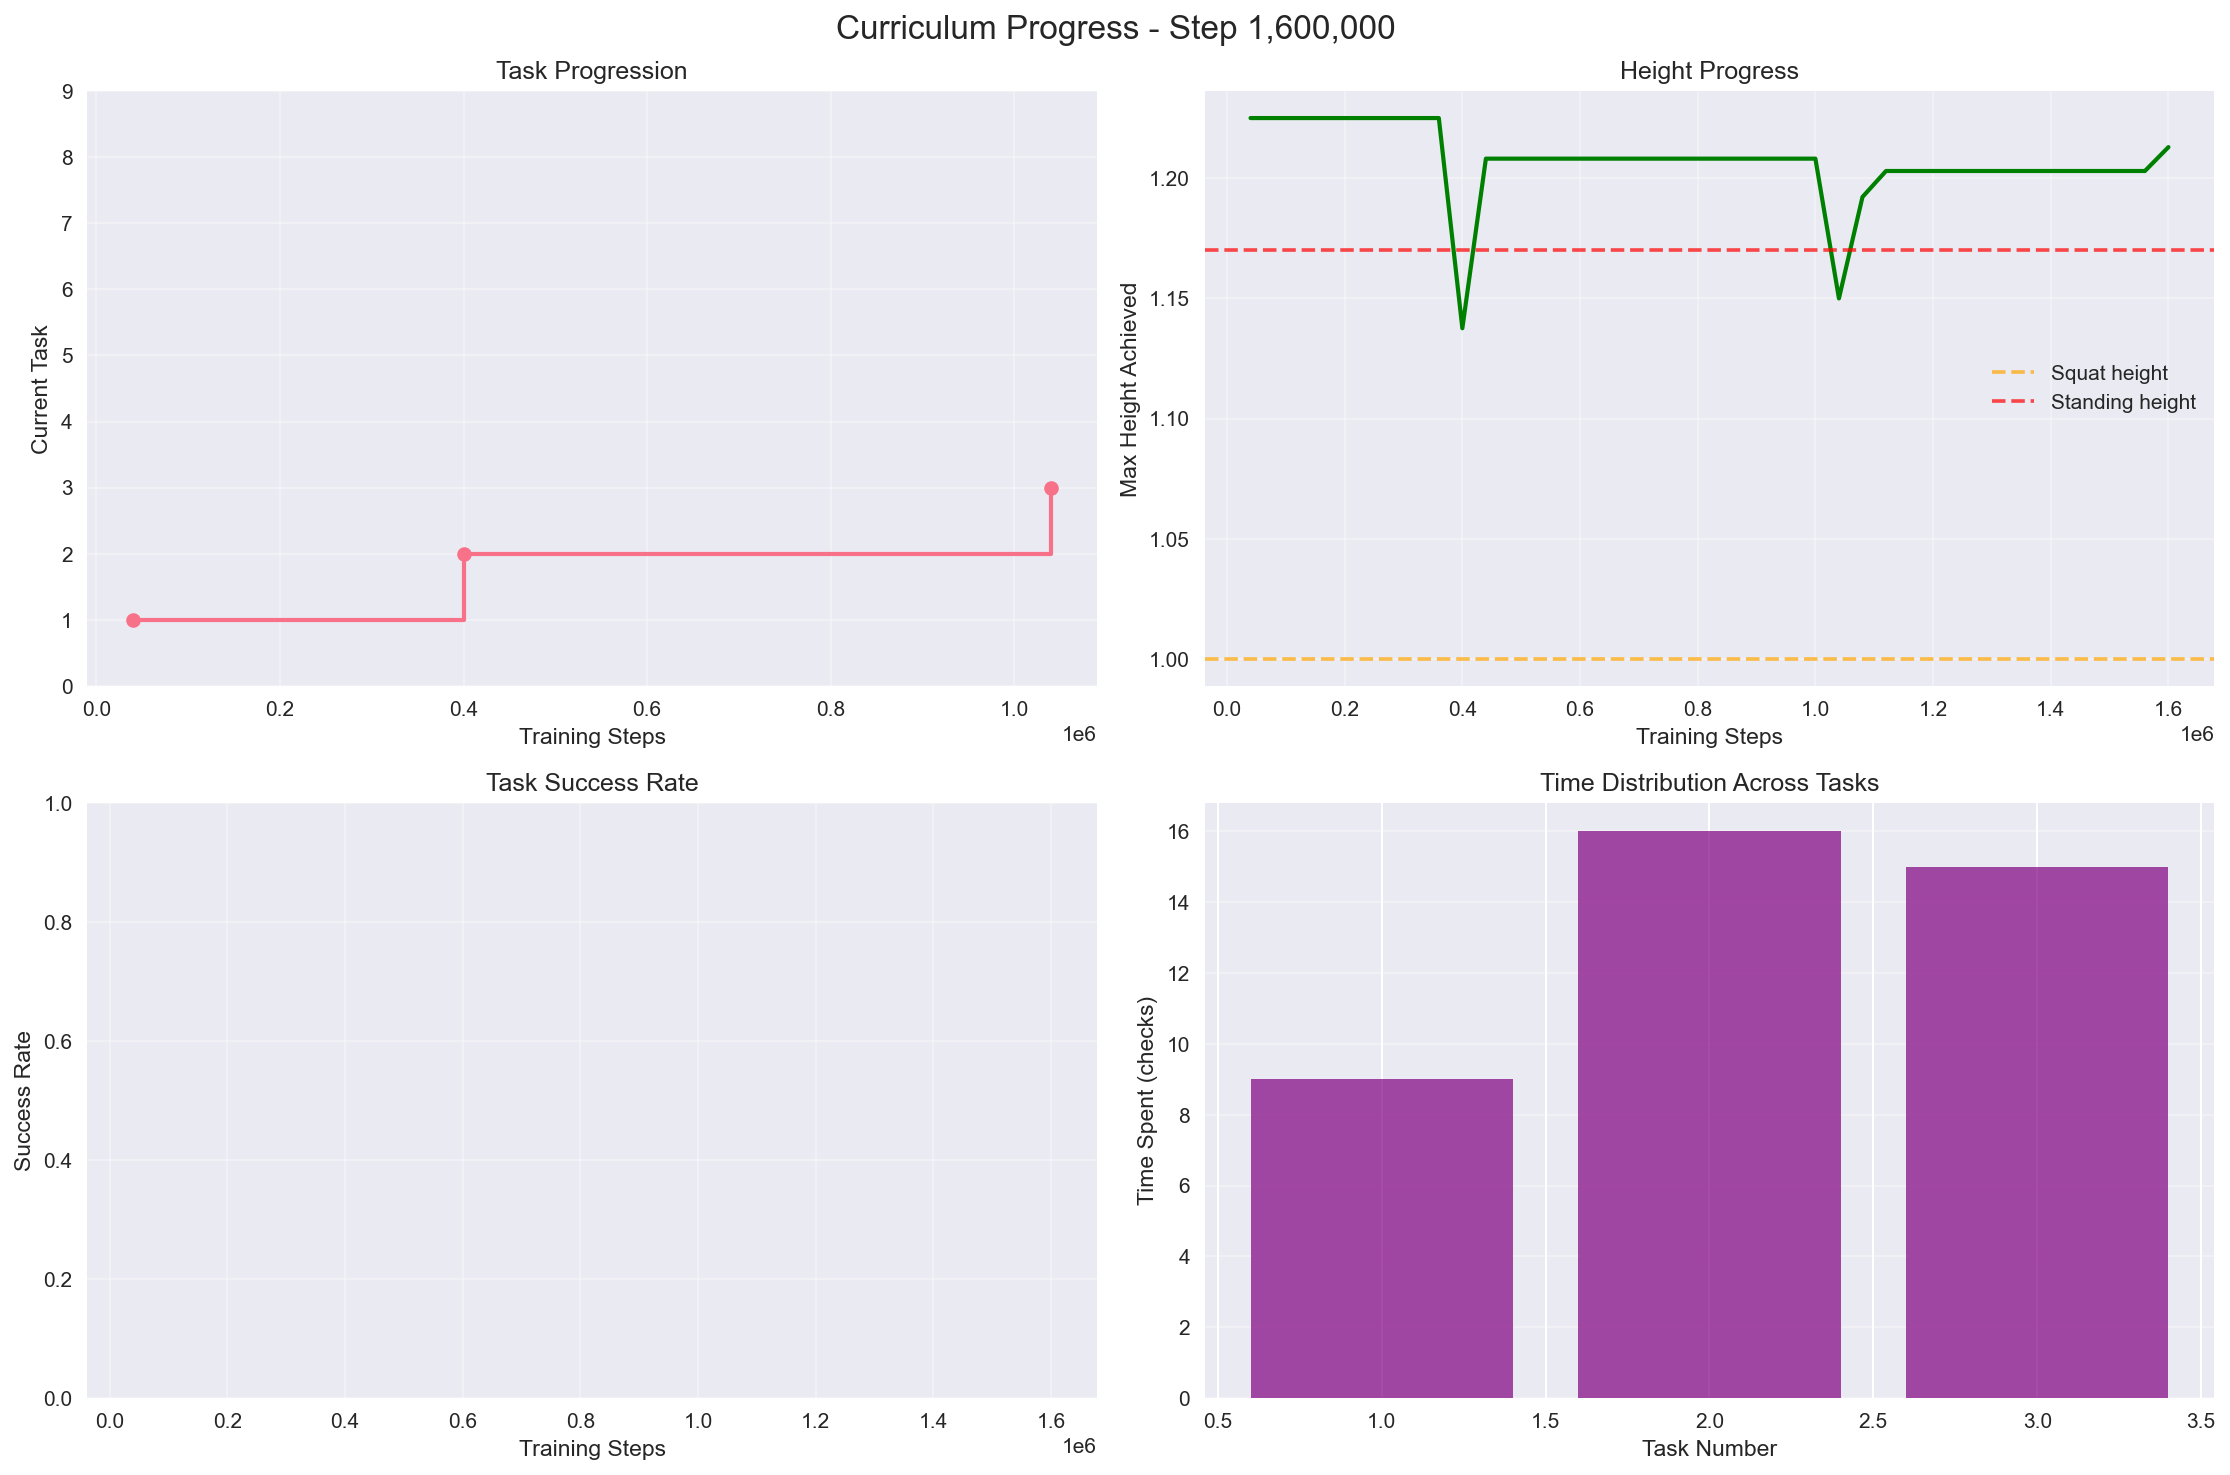 Curriculum Progress - Step 1,600,000
Task Progression
9
8
7
6
5
4
3
2
1
0
Current Task
0.0 0.2 0.4 0.6 0.8 1.0
1e6
Training Steps
Height Progress
1.20
1.15
1.10
1.05
1.00
Max Height Achieved
Squat height
Standing height
0.0 0.2 0.4 0.6 0.8 1.0 1.2 1.4 1.6
1e6
Training Steps
Task Success Rate
1.0
0.8
0.6
0.4
0.2
0.0
Success Rate
0.0 0.2 0.4 0.6 0.8 1.0 1.2 1.4 1.6
1e6
Training Steps
Time Distribution Across Tasks
16
14
12
10
8
6
4
2
0
Time Spent (checks)
0.5 1.0 1.5 2.0 2.5 3.0 3.5
Task Number